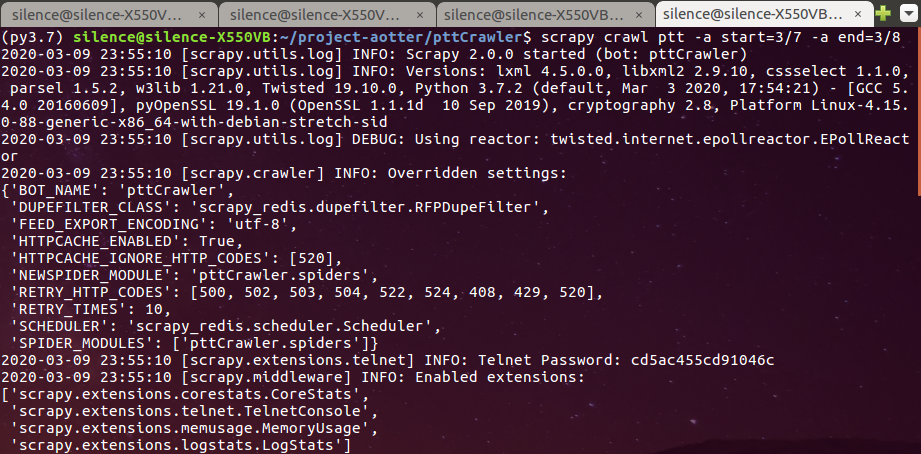 silence@silence-X550V... × silence@silence-X550V... × silence@silence-X550VB... × silence@silence-X550VB... ×
(py3.7) silence@silence-X550VB:~/project-aotter/pttCrawler$ scrapy crawl ptt -a start=3/7 -a end=3/8
2020-03-09 23:55:10 [scrapy.utils.log] INFO: Scrapy 2.0.0 started (bot: pttCrawler)
2020-03-09 23:55:10 [scrapy.utils.log] INFO: Versions: lxml 4.5.0.0, libxml2 2.9.10, cssselect 1.1.0,
 parsel 1.5.2, w3lib 1.21.0, Twisted 19.10.0, Python 3.7.2 (default, Mar  3 2020, 17:54:21) - [GCC 5.
4.0 20160609], pyOpenSSL 19.1.0 (OpenSSL 1.1.1d  10 Sep 2019), cryptography 2.8, Platform Linux-4.15.
0-88-generic-x86_64-with-debian-stretch-sid
2020-03-09 23:55:10 [scrapy.utils.log] DEBUG: Using reactor: twisted.internet.epollreactor.EPollReact
or
2020-03-09 23:55:10 [scrapy.crawler] INFO: Overridden settings:
{'BOT_NAME': 'pttCrawler',
 'DUPEFILTER_CLASS': 'scrapy_redis.dupefilter.RFPDupeFilter',
 'FEED_EXPORT_ENCODING': 'utf-8',
 'HTTPCACHE_ENABLED': True,
 'HTTPCACHE_IGNORE_HTTP_CODES': [520],
 'NEWSPIDER_MODULE': 'pttCrawler.spiders',
 'RETRY_HTTP_CODES': [500, 502, 503, 504, 522, 524, 408, 429, 520],
 'RETRY_TIMES': 10,
 'SCHEDULER': 'scrapy_redis.scheduler.Scheduler',
 'SPIDER_MODULES': ['pttCrawler.spiders']}
2020-03-09 23:55:10 [scrapy.extensions.telnet] INFO: Telnet Password: cd5ac455cd91046c
2020-03-09 23:55:10 [scrapy.middleware] INFO: Enabled extensions:
['scrapy.extensions.corestats.CoreStats',
 'scrapy.extensions.telnet.TelnetConsole',
 'scrapy.extensions.memusage.MemoryUsage',
 'scrapy.extensions.logstats.LogStats']